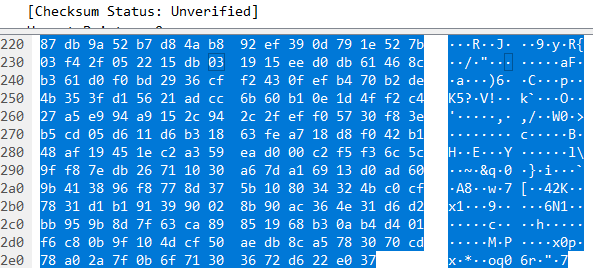 [Checksum Status: Unverified]
220 87 db 9a 52 b7 d8 4a b8 92 ef 39 0d 79 1e 52 7b ···R··J· ··9·y·R{
230 03 f4 2f 05 22 15 db 03 19 15 ee d0 db 61 46 8c ··/·"··· ·····aF·
240 b3 61 d0 f0 bd 29 36 cf f2 43 0f ef b4 70 b2 de ·a···)6· ·C···p··
250 4b 35 3f d1 56 21 ad cc 6b 60 b1 0e 1d 4f f2 c4 K5?·V!·· k`···O··
260 27 a5 e9 94 a9 15 2c 94 2c 2f ef f0 57 30 f8 3e '·····,· ,/··W0·>
270 b5 cd 05 d6 11 d6 b3 18 63 fe a7 18 d8 f0 42 b1 ········ c·····B·
280 48 af 19 45 1e c2 a3 59 ea d0 00 c2 f5 f3 6c 5c H··E···Y ······l\
290 9f f8 7e db 26 71 10 30 a6 7d a1 69 13 d0 ad 60 ··~·&q·0 ·}·i···`
2a0 9b 41 38 96 f8 77 8d 37 5b 10 80 34 32 4b c0 cf ·A8··w·7 [··42K··
2b0 78 31 d1 b1 91 39 90 02 8b 90 ac 36 4e 31 d6 d2 x1···9·· ···6N1··
2c0 bb 95 9b 8d 7f 63 ca 89 85 19 68 b3 0a b4 d4 01 ·····c·· ··h·····
2d0 f6 c8 0b 9f 10 4d cf 50 ae db 8c a5 78 30 70 cd ·····M·P ····x0p·
2e0 78 a0 2a 7f 0b 6f 71 30 36 72 d6 22 e0 37 x·*··oq0 6r·"·7